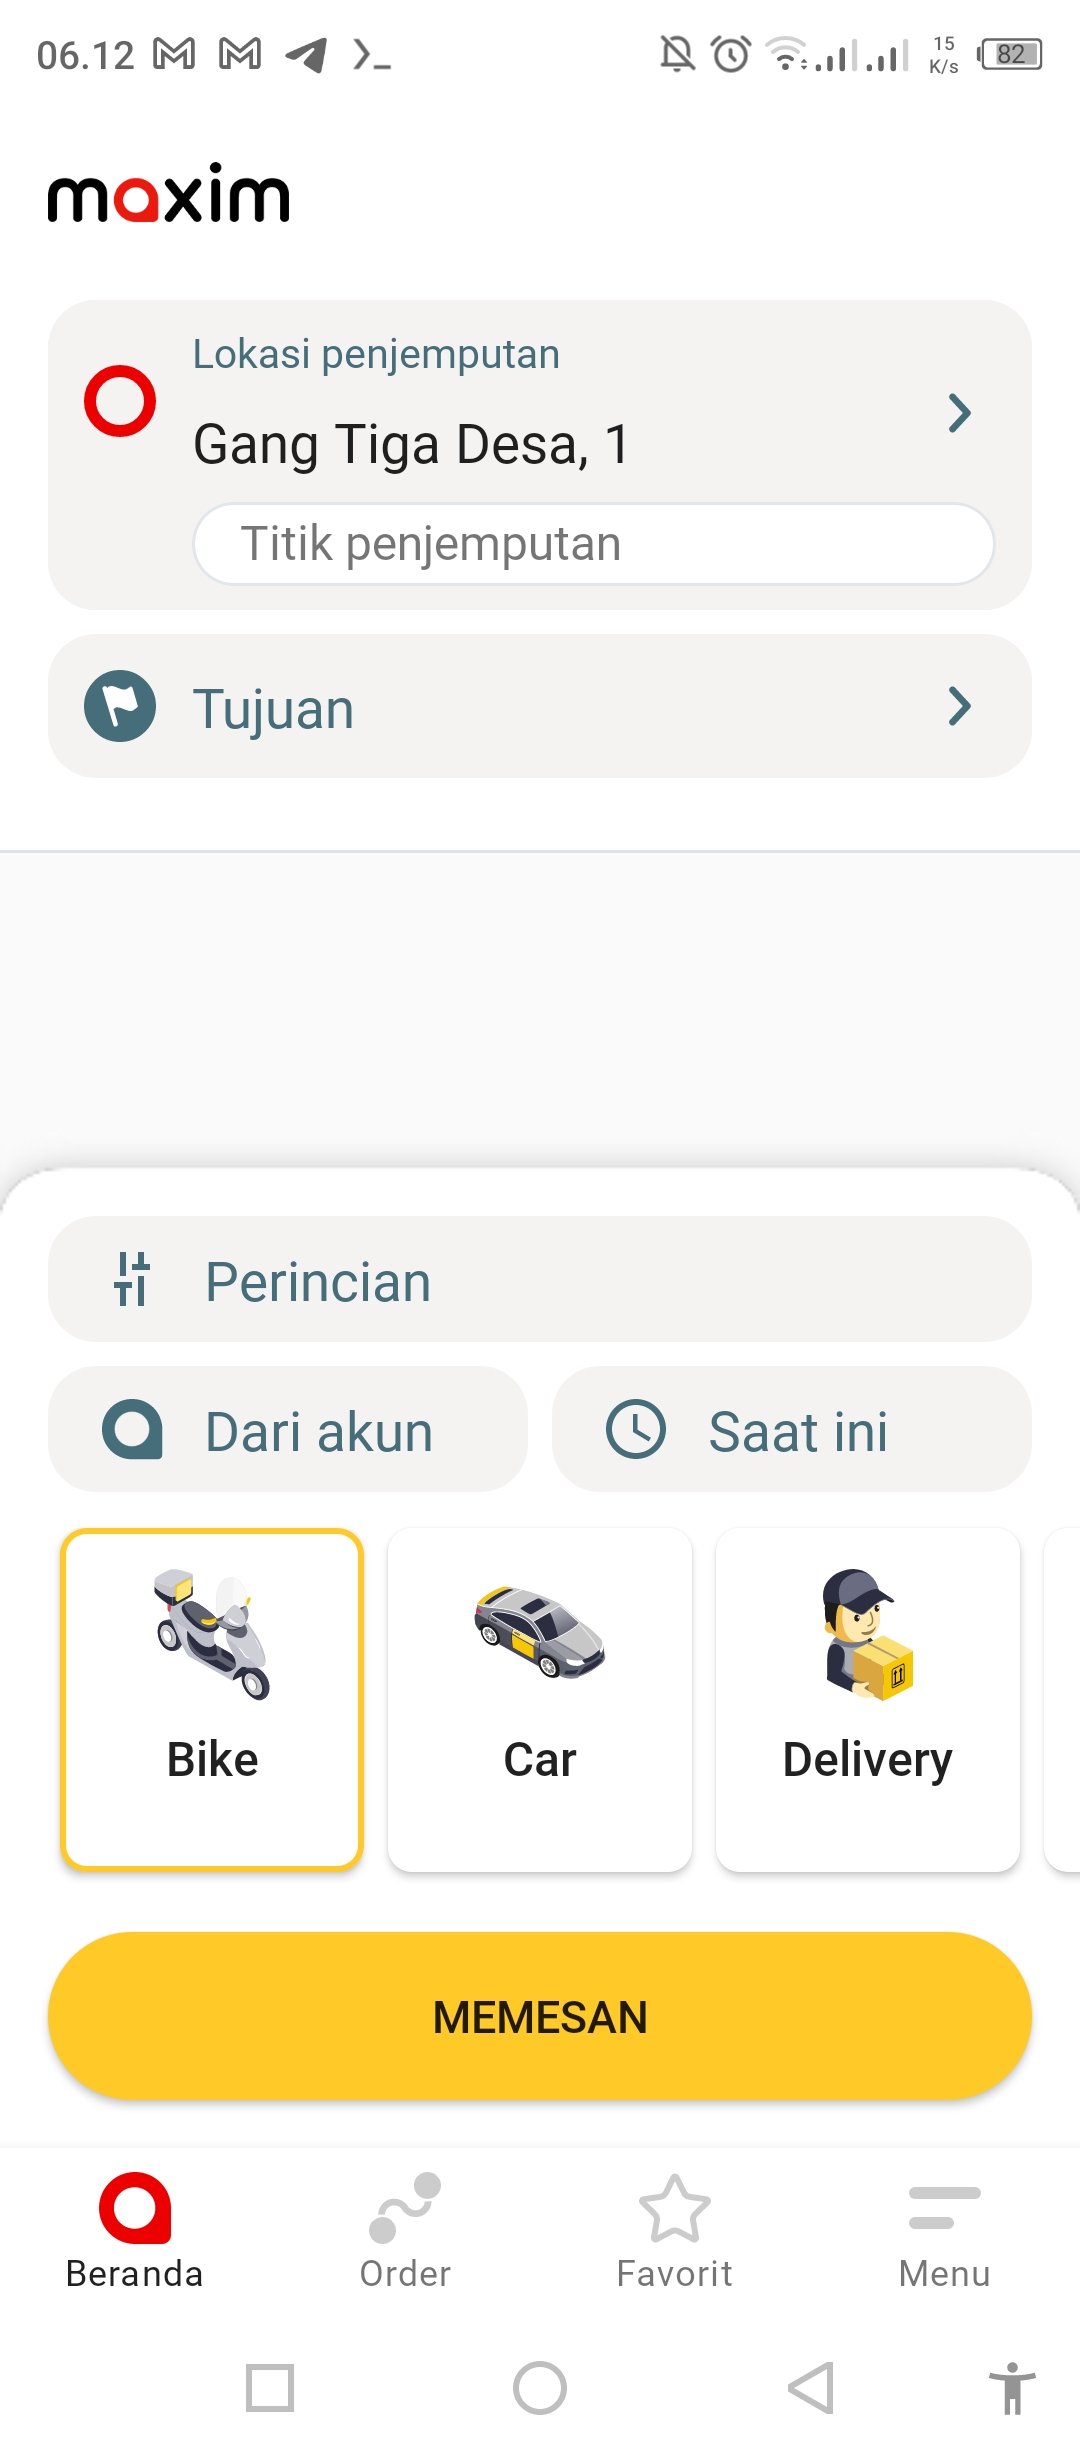 06.12
15
K/s
82
maxim
Lokasi penjemputan
Gang Tiga Desa, 1
Titik penjemputan
Tujuan
Perincian
Dari akun
Saat ini
Bike
Car
Delivery
MEMESAN
Beranda
Order
Favorit
Menu